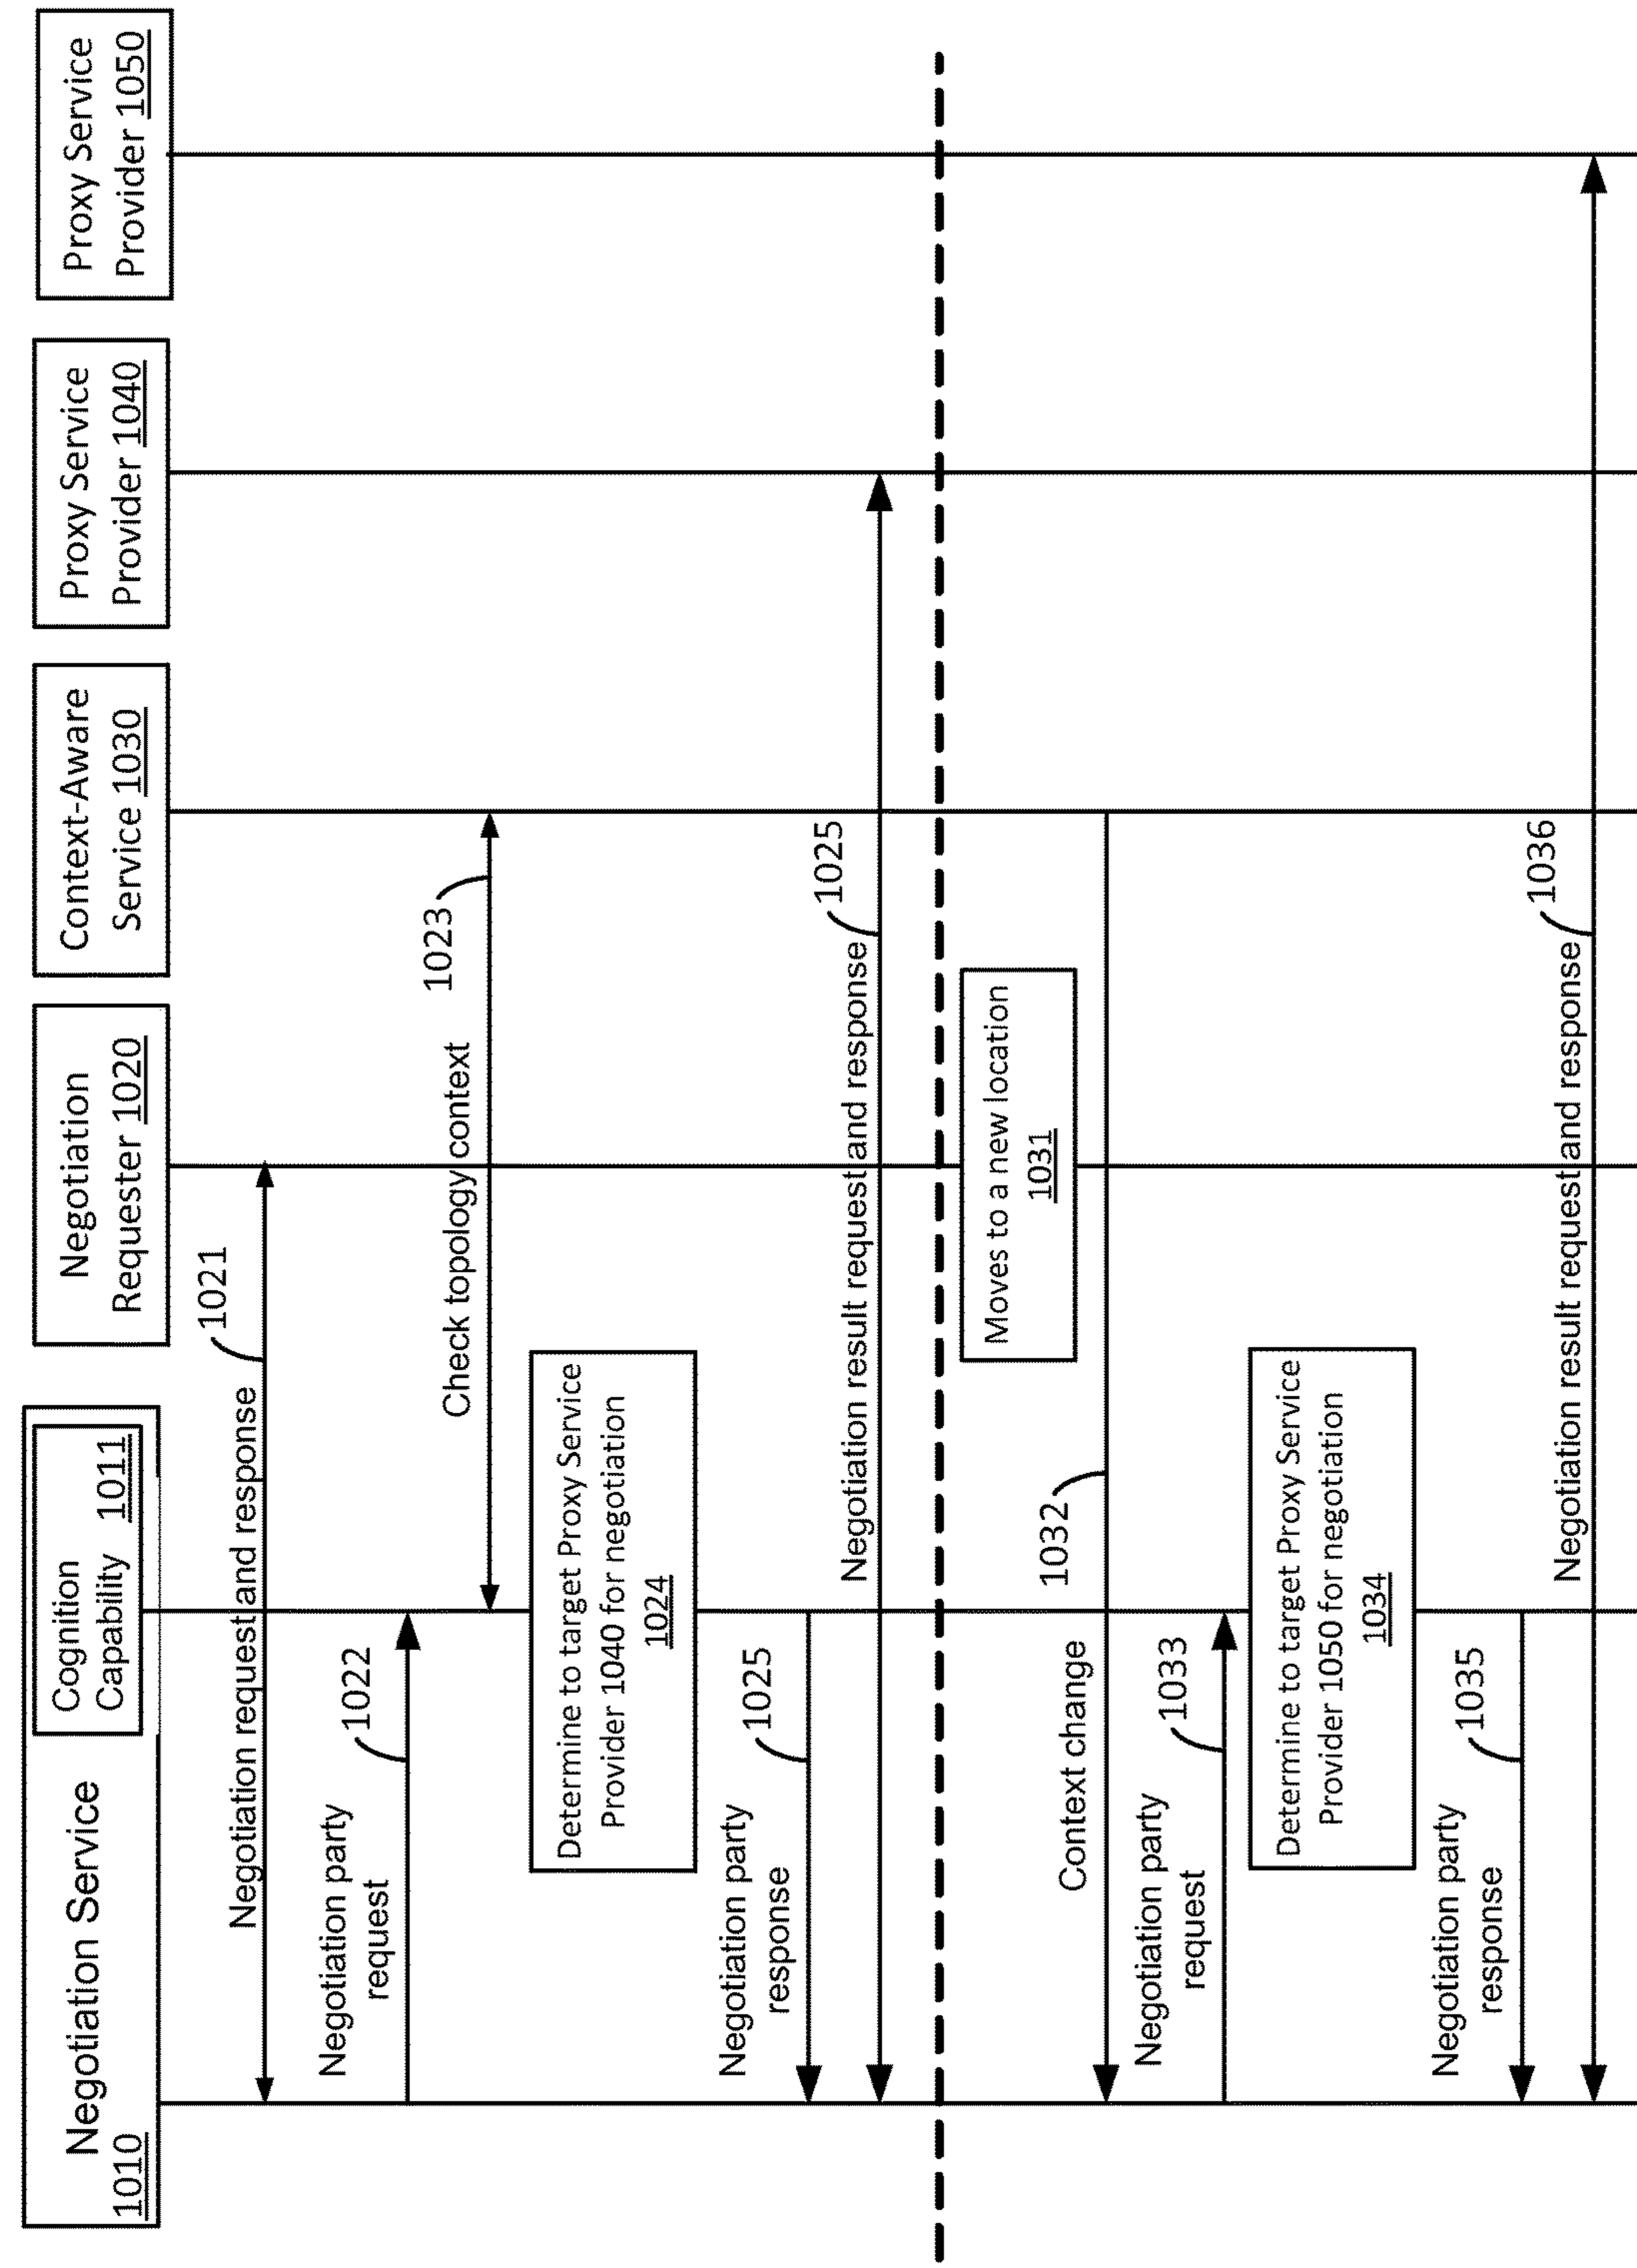 Negotiation Service
1010
Cognition
Capability 1011
Negotiation
Requester 1020
Context-Aware
Service 1030
Proxy Service
Provider 1040
Proxy Service
Provider 1050
1021
Negotiation request and response
1022
Negotiation party
request
1023
Check topology context
Determine to target Proxy Service
Provider 1040 for negotiation
1024
1025
Negotiation party
response
1025
Negotiation result request and response
Moves to a new location
1031
1032
Context change
1033
Negotiation party
request
Determine to target Proxy Service
Provider 1050 for negotiation
1034
1035
Negotiation party
response
1036
Negotiation result request and response